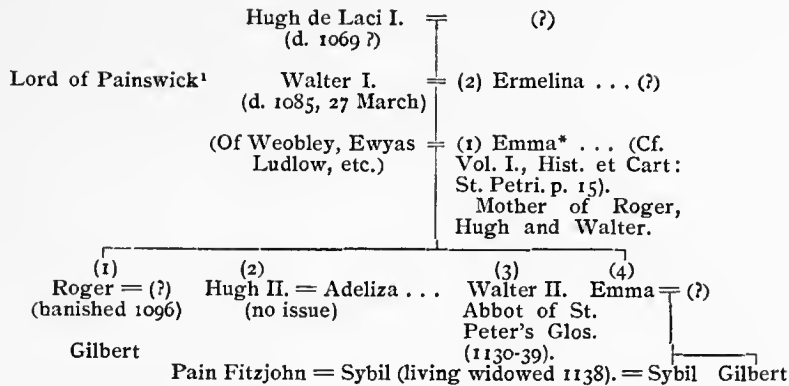 Hugh de Laci I. = (?)
(d. 1069 ?)
Lord of Painswick¹ Walter I. = (2) Ermelina . . . (?)
(d. 1085, 27 March)
(Of Weobley, Ewyas = (1) Emma* . . . (Cf.
Ludlow, etc.) Vol. I., Hist. et Cart:
St. Petri. p. 15).
Mother of Roger,
Hugh and Walter.
(1) (2) (3) (4)
Roger = (?) Hugh II. = Adeliza . . . Walter II. Emma = (?)
(banished 1096) (no issue) Abbot of St.
Peter's Glos.
Gilbert (1130-39).
Pain Fitzjohn = Sybil (living widowed 1138). = Sybil Gilbert